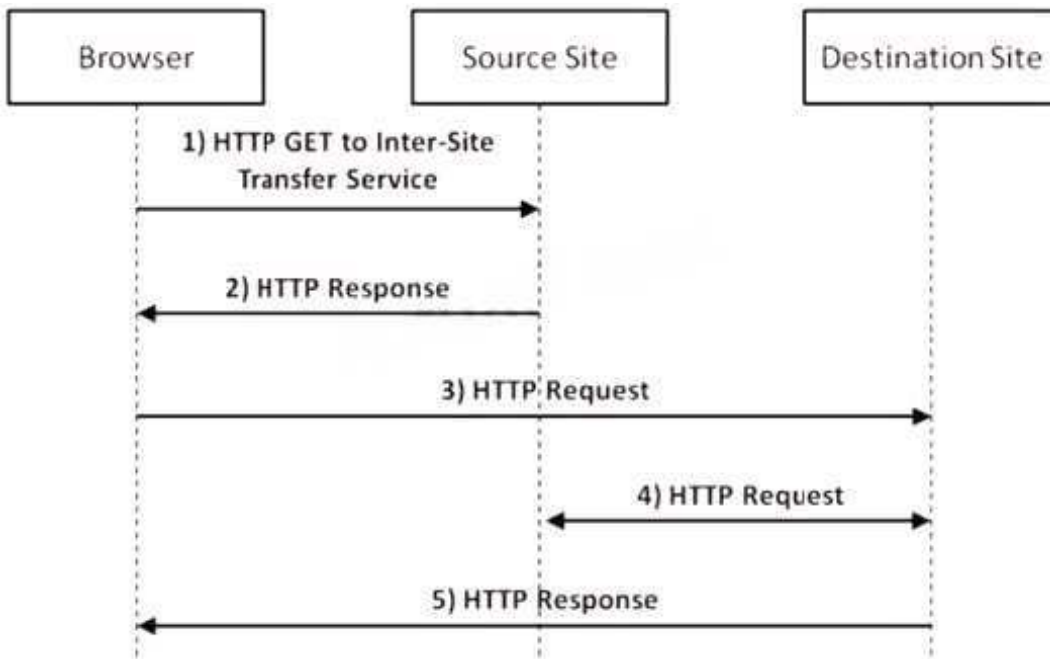 Browser
Source Site
Destination Site
1) HTTP GET to Inter-Site
Transfer Service
2) HTTP Response
3) HTTP Request
4) HTTP Request
5) HTTP Response